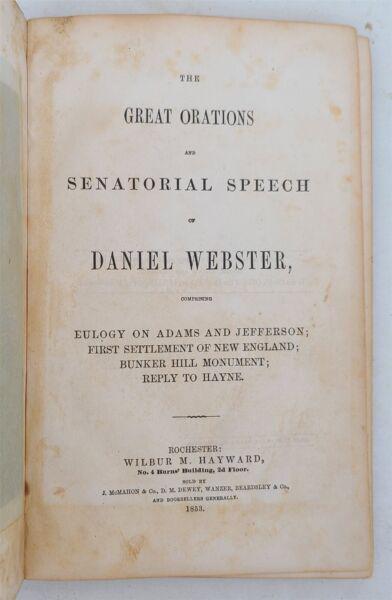 THE
GREAT ORATIONS
AND
SENATORIAL SPEECH
OF
DANIEL WEBSTER,
COMPRISING
EULOGY ON ADAMS AND JEFFERSON;
FIRST SETTLEMENT OF NEW ENGLAND;
BUNKER HILL MONUMENT;
REPLY TO HAYNE.
ROCHESTER:
WILBUR M. HAYWARD,
No. 4 Burns' Building, 2d Floor.
SOLD BY
J. McMAHON & Co., D. M. DEWEY, WANZER, BEARDSLEY & Co.,
AND BOOKSELLERS GENERALLY.
1853.